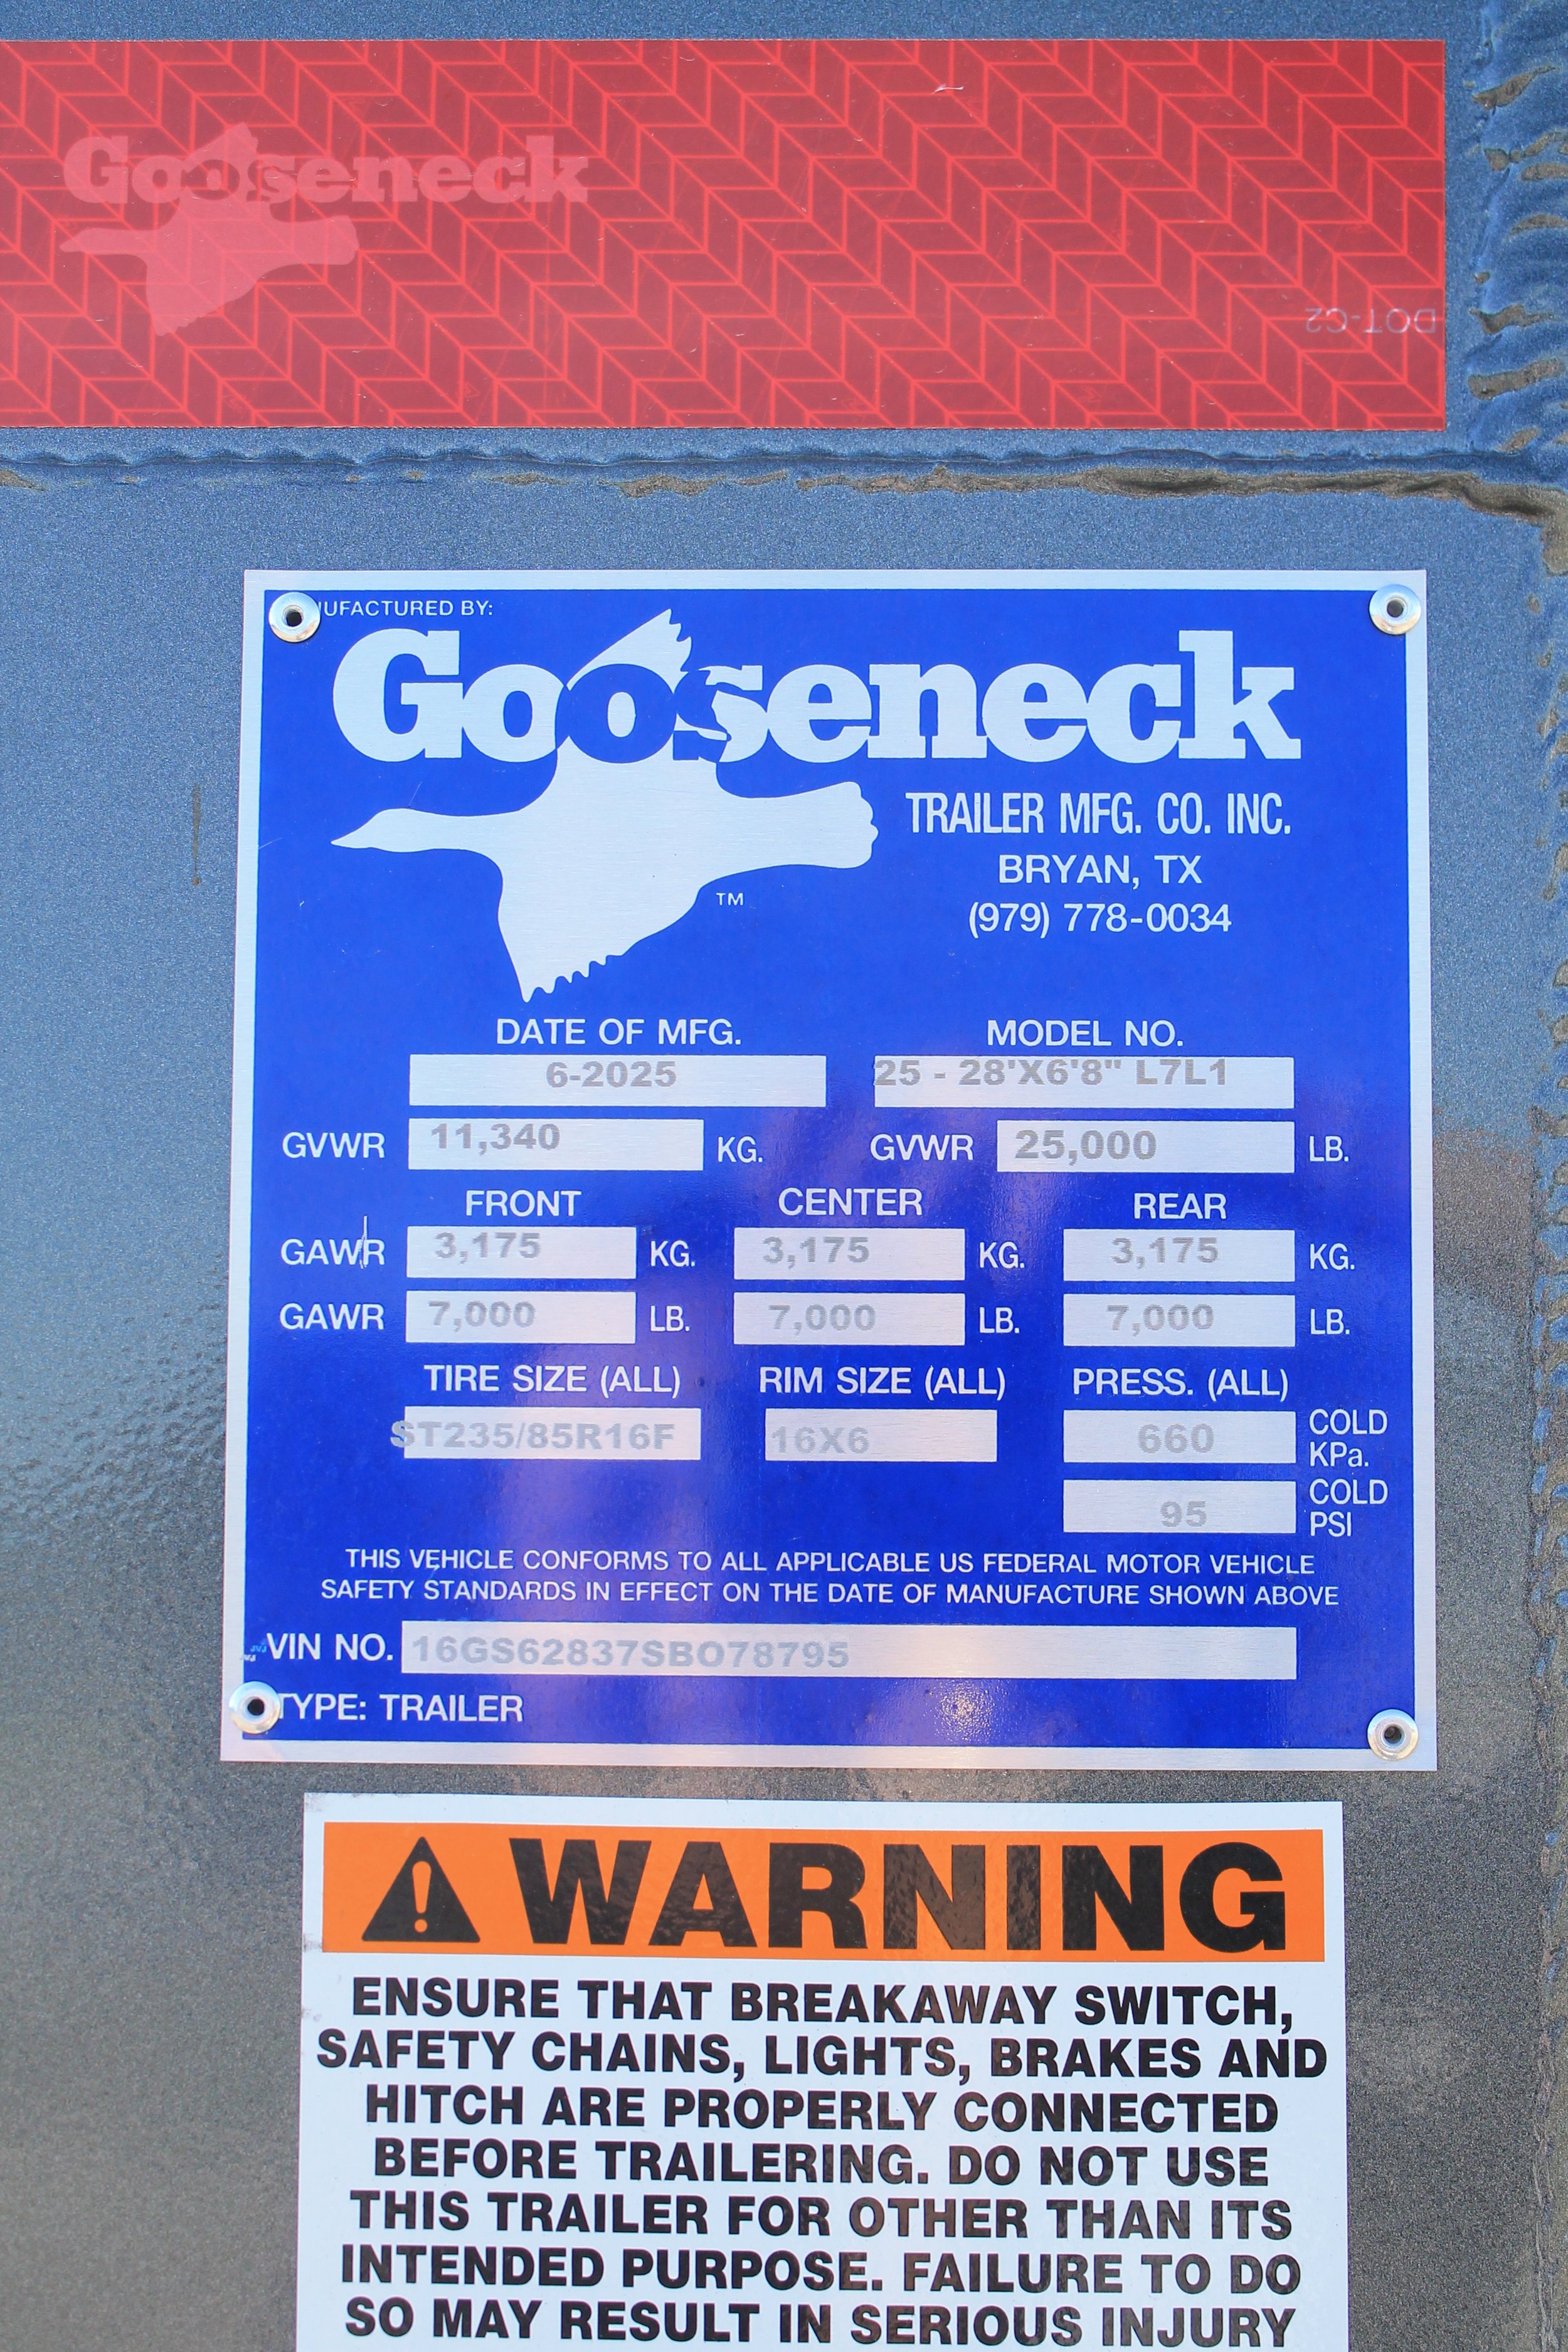 Gooseneck
DOT-C2
UFACTURED BY:
Gooseneck
TRAILER MFG. CO. INC.
BRYAN, TX
(979) 778-0034
TM
DATE OF MFG. MODEL NO.
6-2025 25 - 28'X6'8" L7L1
GVWR 11,340 KG. GVWR 25,000 LB.
FRONT CENTER REAR
GAWR 3,175 KG. 3,175 KG. 3,175 KG.
GAWR 7,000 LB. 7,000 LB. 7,000 LB.
TIRE SIZE (ALL) RIM SIZE (ALL) PRESS. (ALL)
ST235/85R16F 16X6 660 COLD KPa.
95 COLD PSI
THIS VEHICLE CONFORMS TO ALL APPLICABLE US FEDERAL MOTOR VEHICLE
SAFETY STANDARDS IN EFFECT ON THE DATE OF MANUFACTURE SHOWN ABOVE
VIN NO. 16GS62837SBO78795
TYPE: TRAILER
WARNING
ENSURE THAT BREAKAWAY SWITCH,
SAFETY CHAINS, LIGHTS, BRAKES AND
HITCH ARE PROPERLY CONNECTED
BEFORE TRAILERING. DO NOT USE
THIS TRAILER FOR OTHER THAN ITS
INTENDED PURPOSE. FAILURE TO DO
SO MAY RESULT IN SERIOUS INJURY